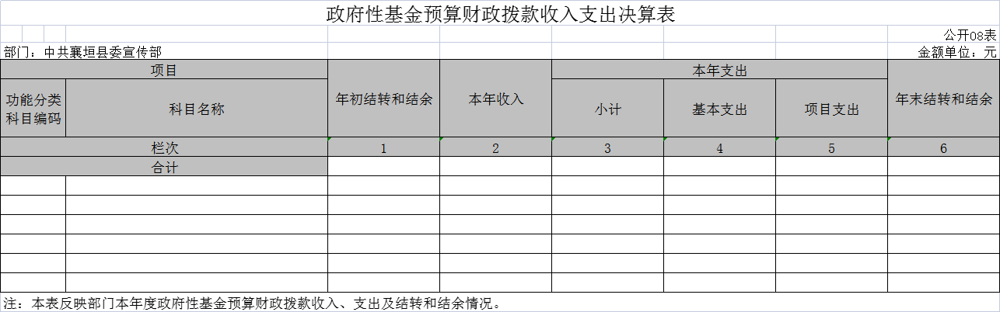 政府性基金预算财政拨款收入支出决算表
公开08表
部门：中共襄垣县委宣传部
金额单位：元
项目
年初结转和结余
本年收入
本年支出
年末结转和结余
功能分类
科目编码
科目名称
小计
基本支出
项目支出
栏次
1
2
3
4
5
6
合计
注：本表反映部门本年度政府性基金预算财政拨款收入、支出及结转和结余情况。